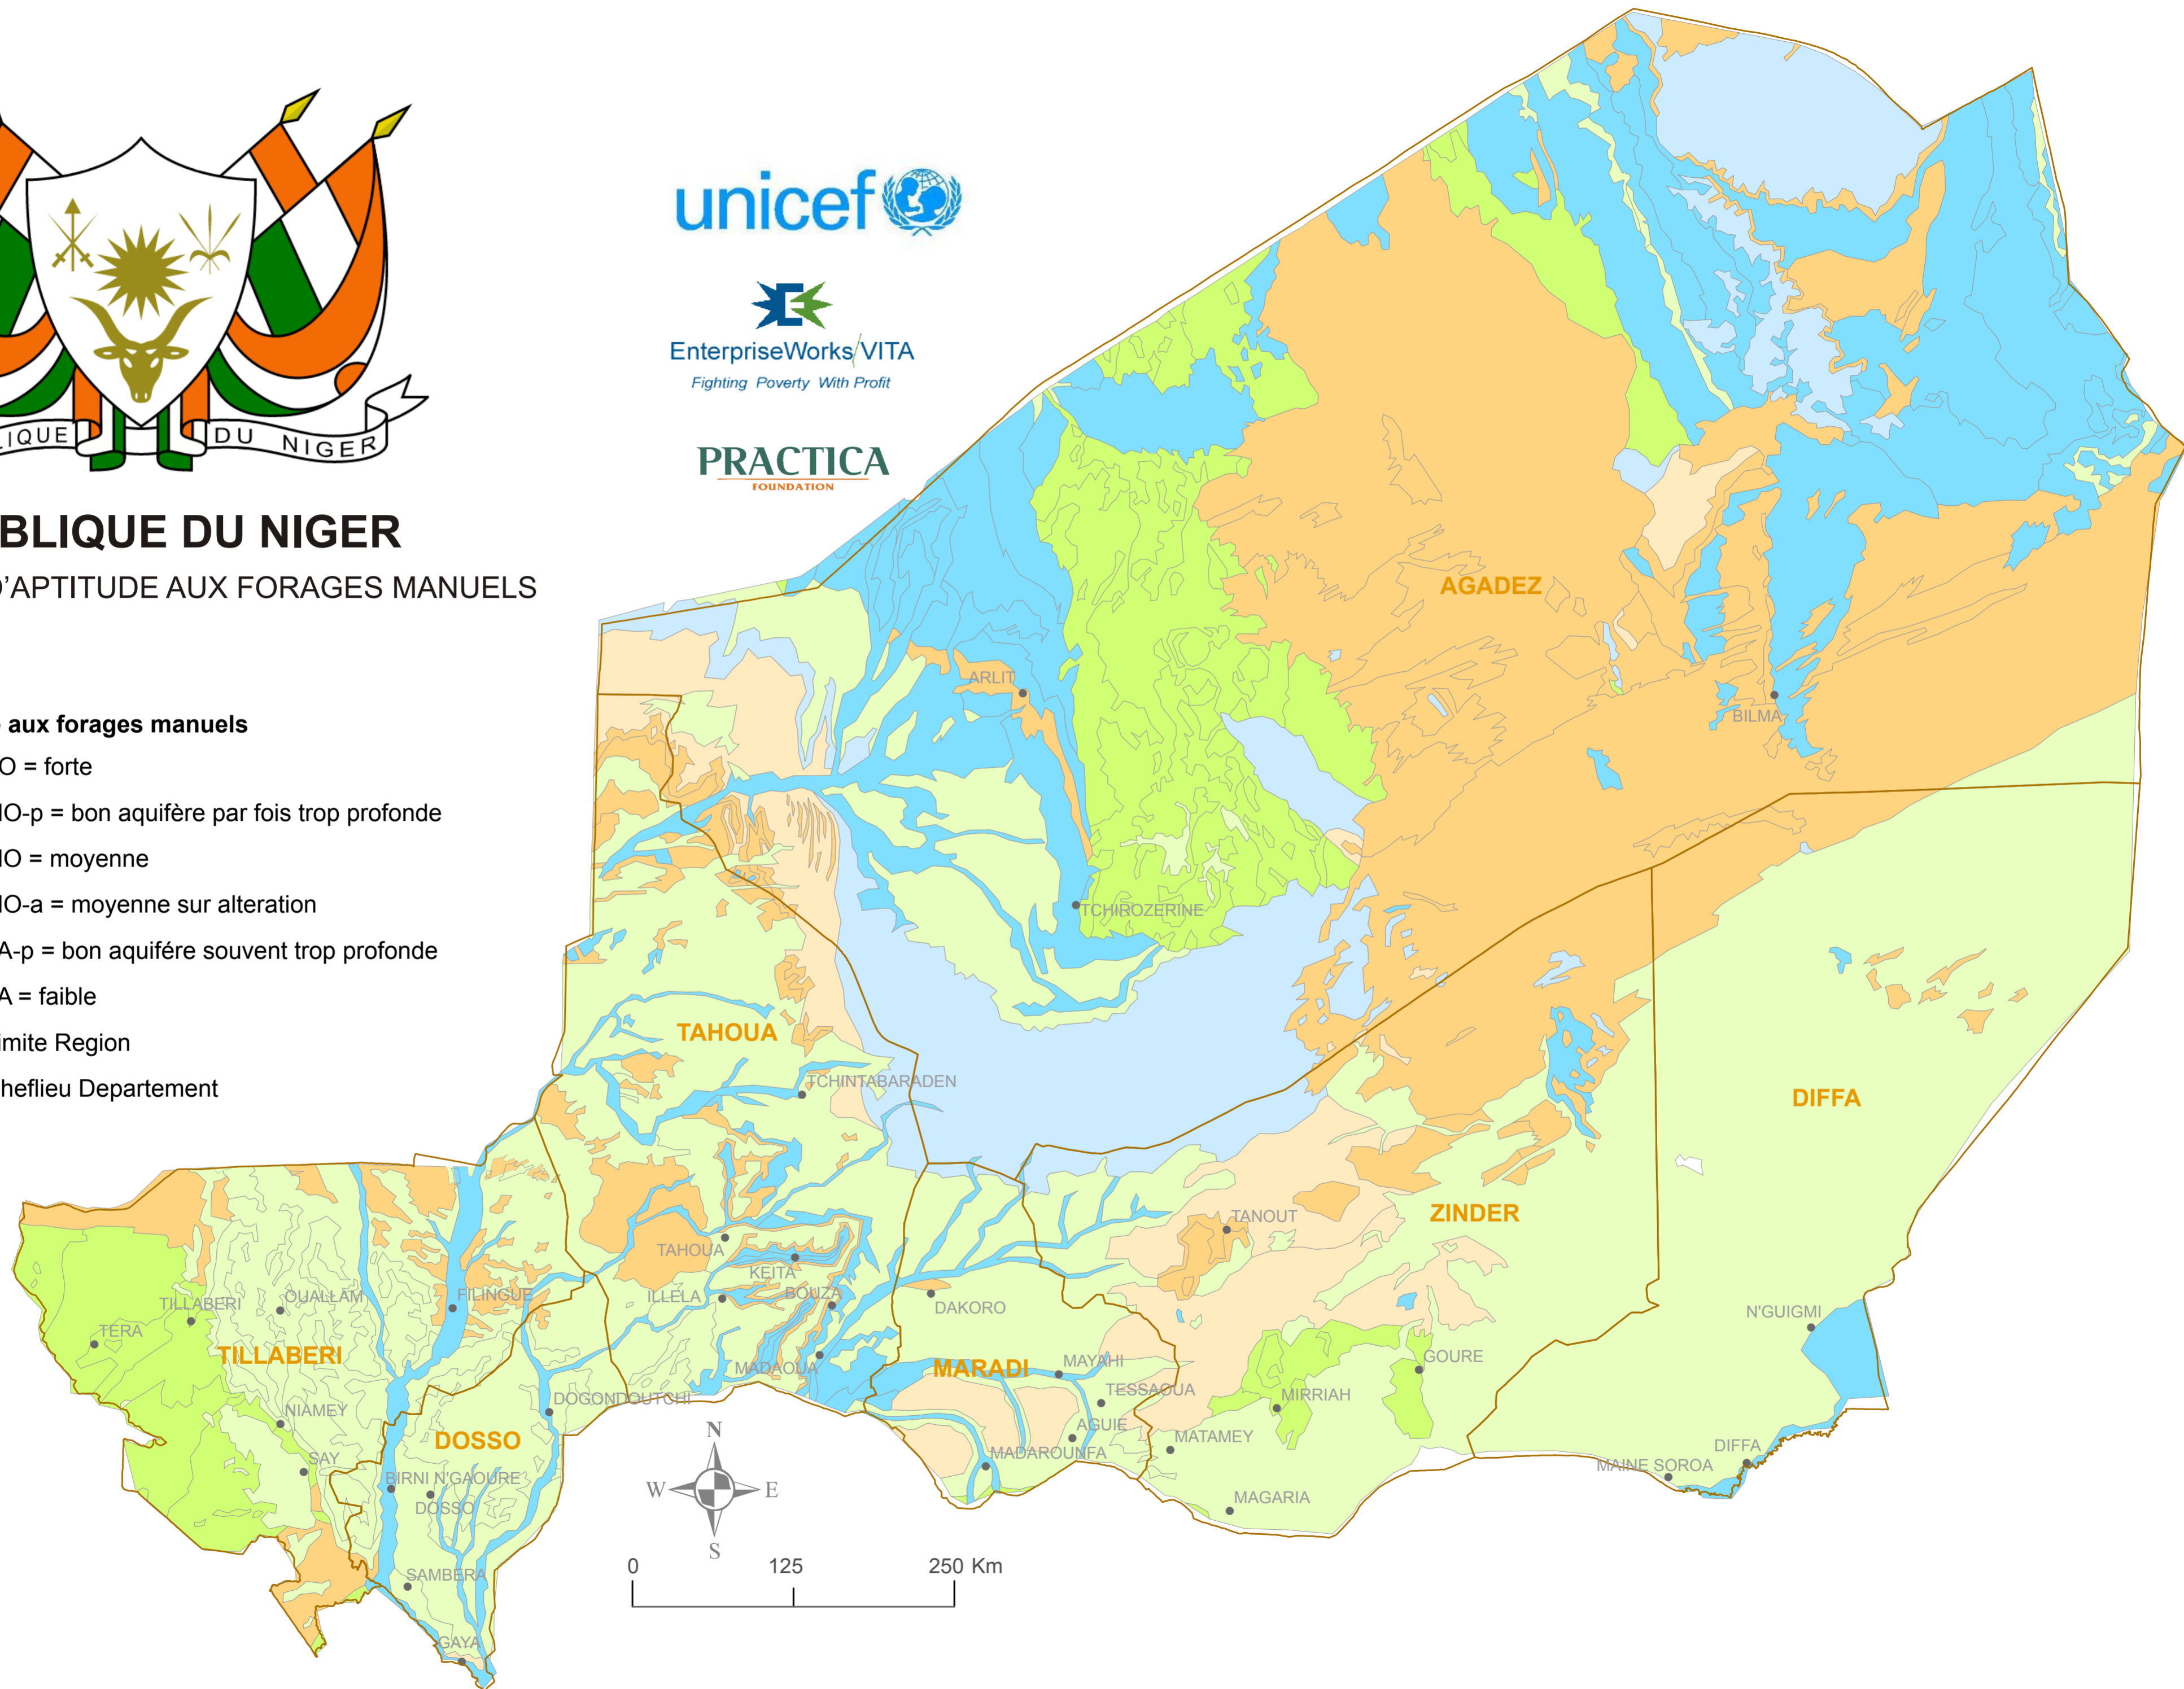 LIQUE DU NIGER
BLIQUE DU NIGER
D'APTITUDE AUX FORAGES MANUELS
aux forages manuels
O = forte
IO-p = bon aquifère par fois trop profonde
IO = moyenne
IO-a = moyenne sur alteration
A-p = bon aquifére souvent trop profonde
A = faible
imite Region
heflieu Departement
unicef
EnterpriseWorks/VITA
Fighting Poverty With Profit
PRACTICA
FOUNDATION
AGADEZ
ARLIT
BILMA
TCHIROZERINE
TAHOUA
TCHINTABARADEN
DIFFA
ZINDER
TANOUT
TAHOUA
KEITA
ILLELA
BOUZA
DAKORO
N'GUIGMI
TILLABERI
OUALLAM
FILINGUE
TERA
TILLABERI
MADAOUA
MARADI
MAYAHI
GOURE
TESSAOUA
MIRRIAH
DOGONDOUTCHI
NIAMEY
AGUIE
DOSSO
MATAMEY
MADAROUNFA
DIFFA
SAY
MAINE SOROA
BIRNI N'GAOURE
DOSSO
MAGARIA
SAMBERA
GAYA
N
W E
S
0 125 250 Km